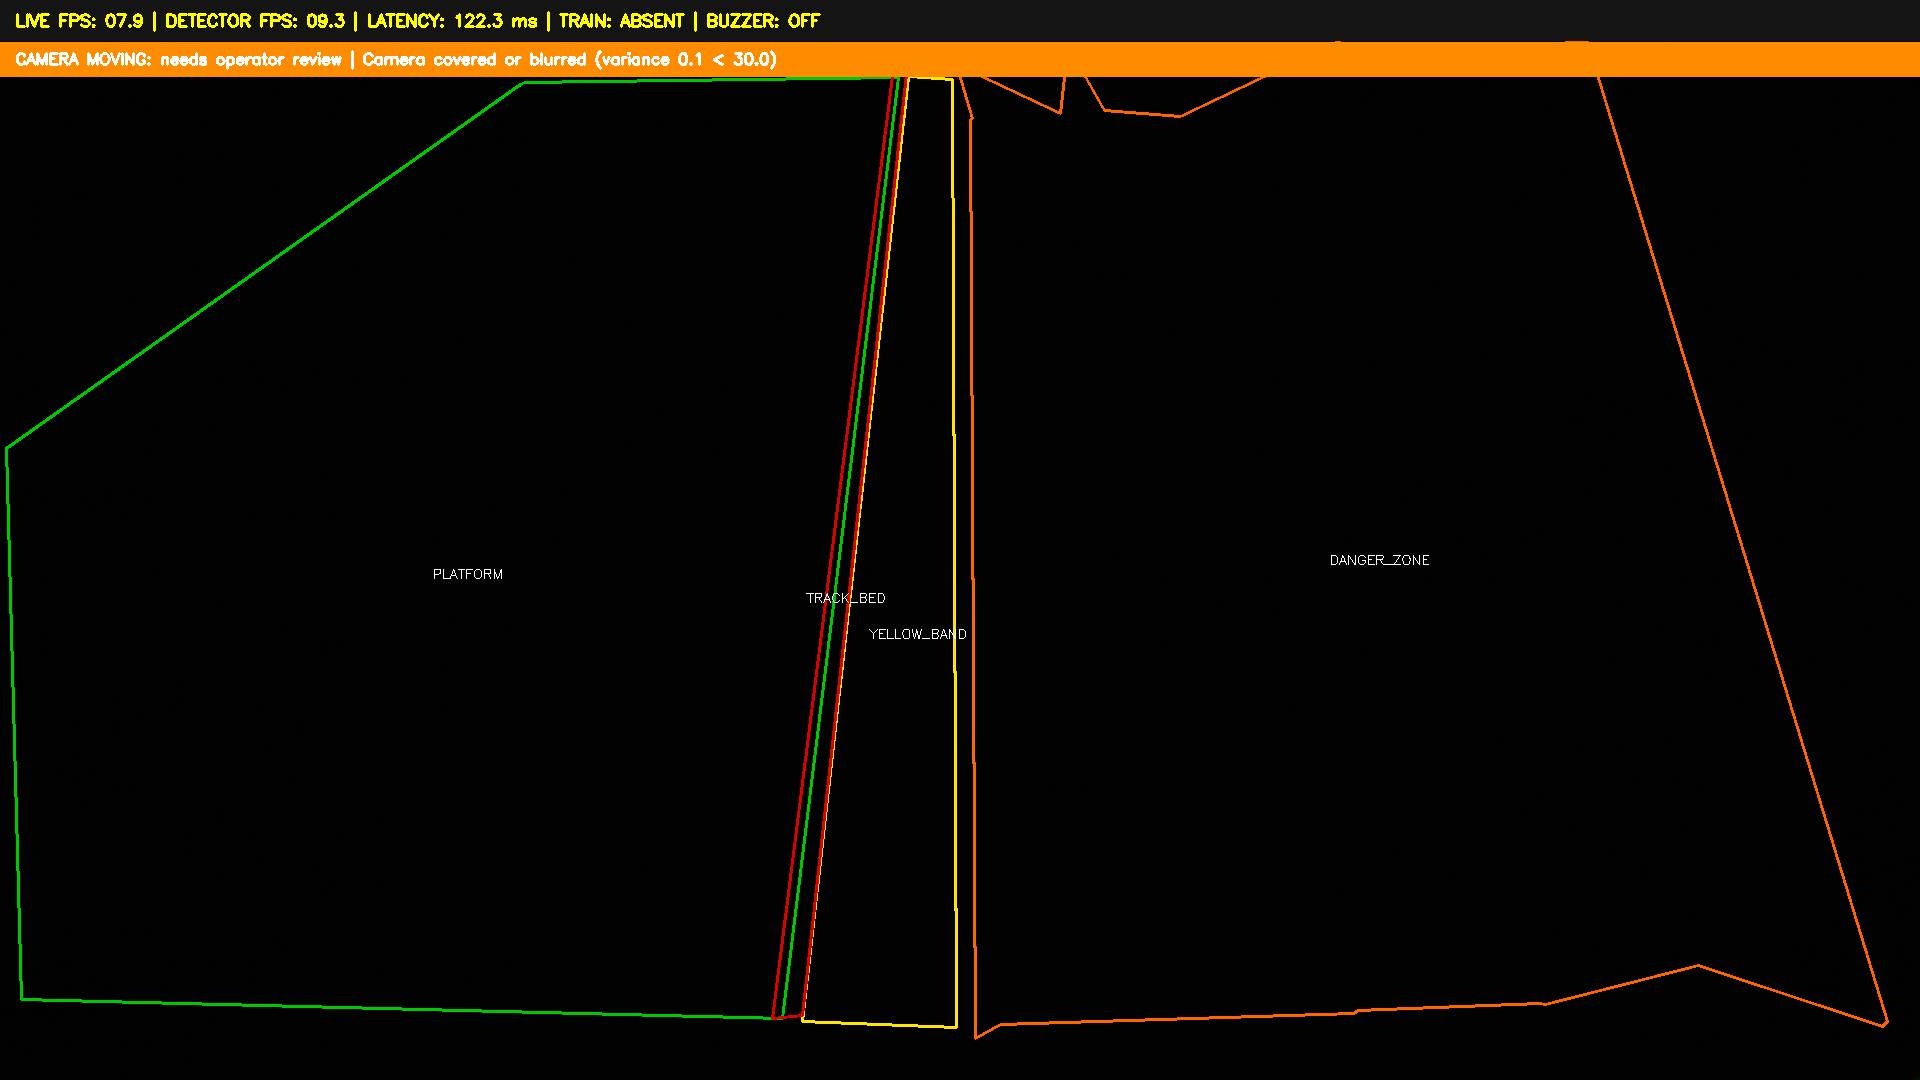 LIVE FPS: 07.9 | DETECTOR FPS: 09.3 | LATENCY: 122.3 ms | TRAIN: ABSENT | BUZZER: OFF
CAMERA MOVING: needs operator review | Camera covered or blurred (variance 0.1 < 30.0)
DANGER_ZONE
PLATFORM
TRACK_BED
YELLOW_BAND